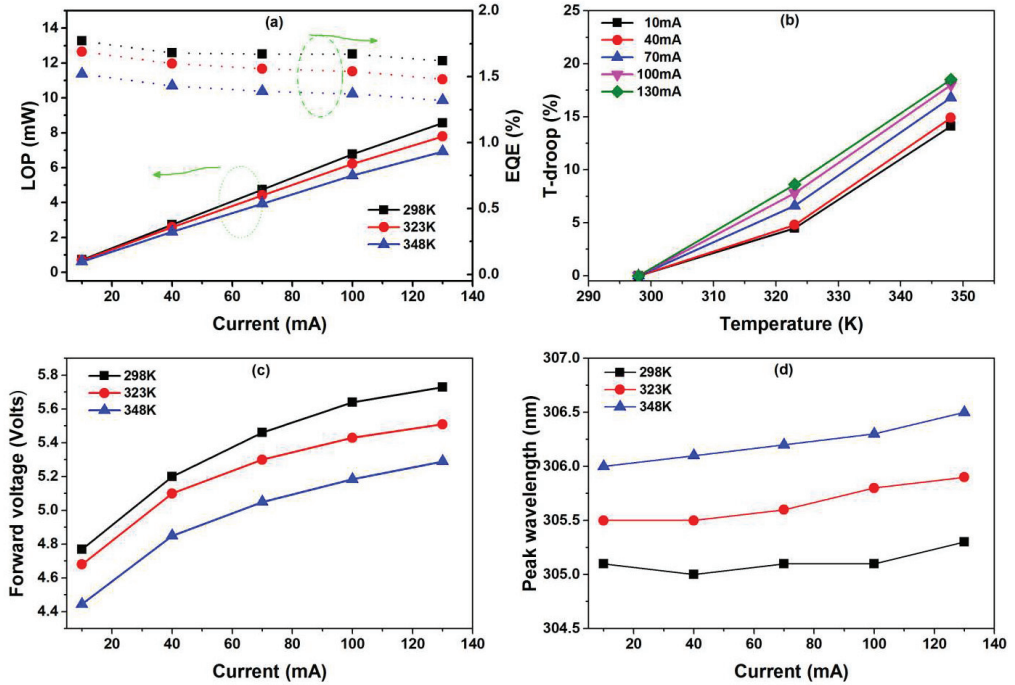 (a)
LOP (mW)
14
12
10
8
6
4
2
0
2.0
1.5
1.0
0.5
0.0
EQE (%)
298K
323K
348K
20 40 60 80 100 120 140
Current (mA)
(b)
T-droop (%)
25
20
15
10
5
0
10mA
40mA
70mA
100mA
130mA
290 300 310 320 330 340 350
Temperature (K)
(c)
Forward voltage (Volts)
5.8
5.6
5.4
5.2
5.0
4.8
4.6
4.4
298K
323K
348K
20 40 60 80 100 120 140
Current (mA)
(d)
Peak wavelength (nm)
307.0
306.5
306.0
305.5
305.0
304.5
298K
323K
348K
20 40 60 80 100 120 140
Current (mA)